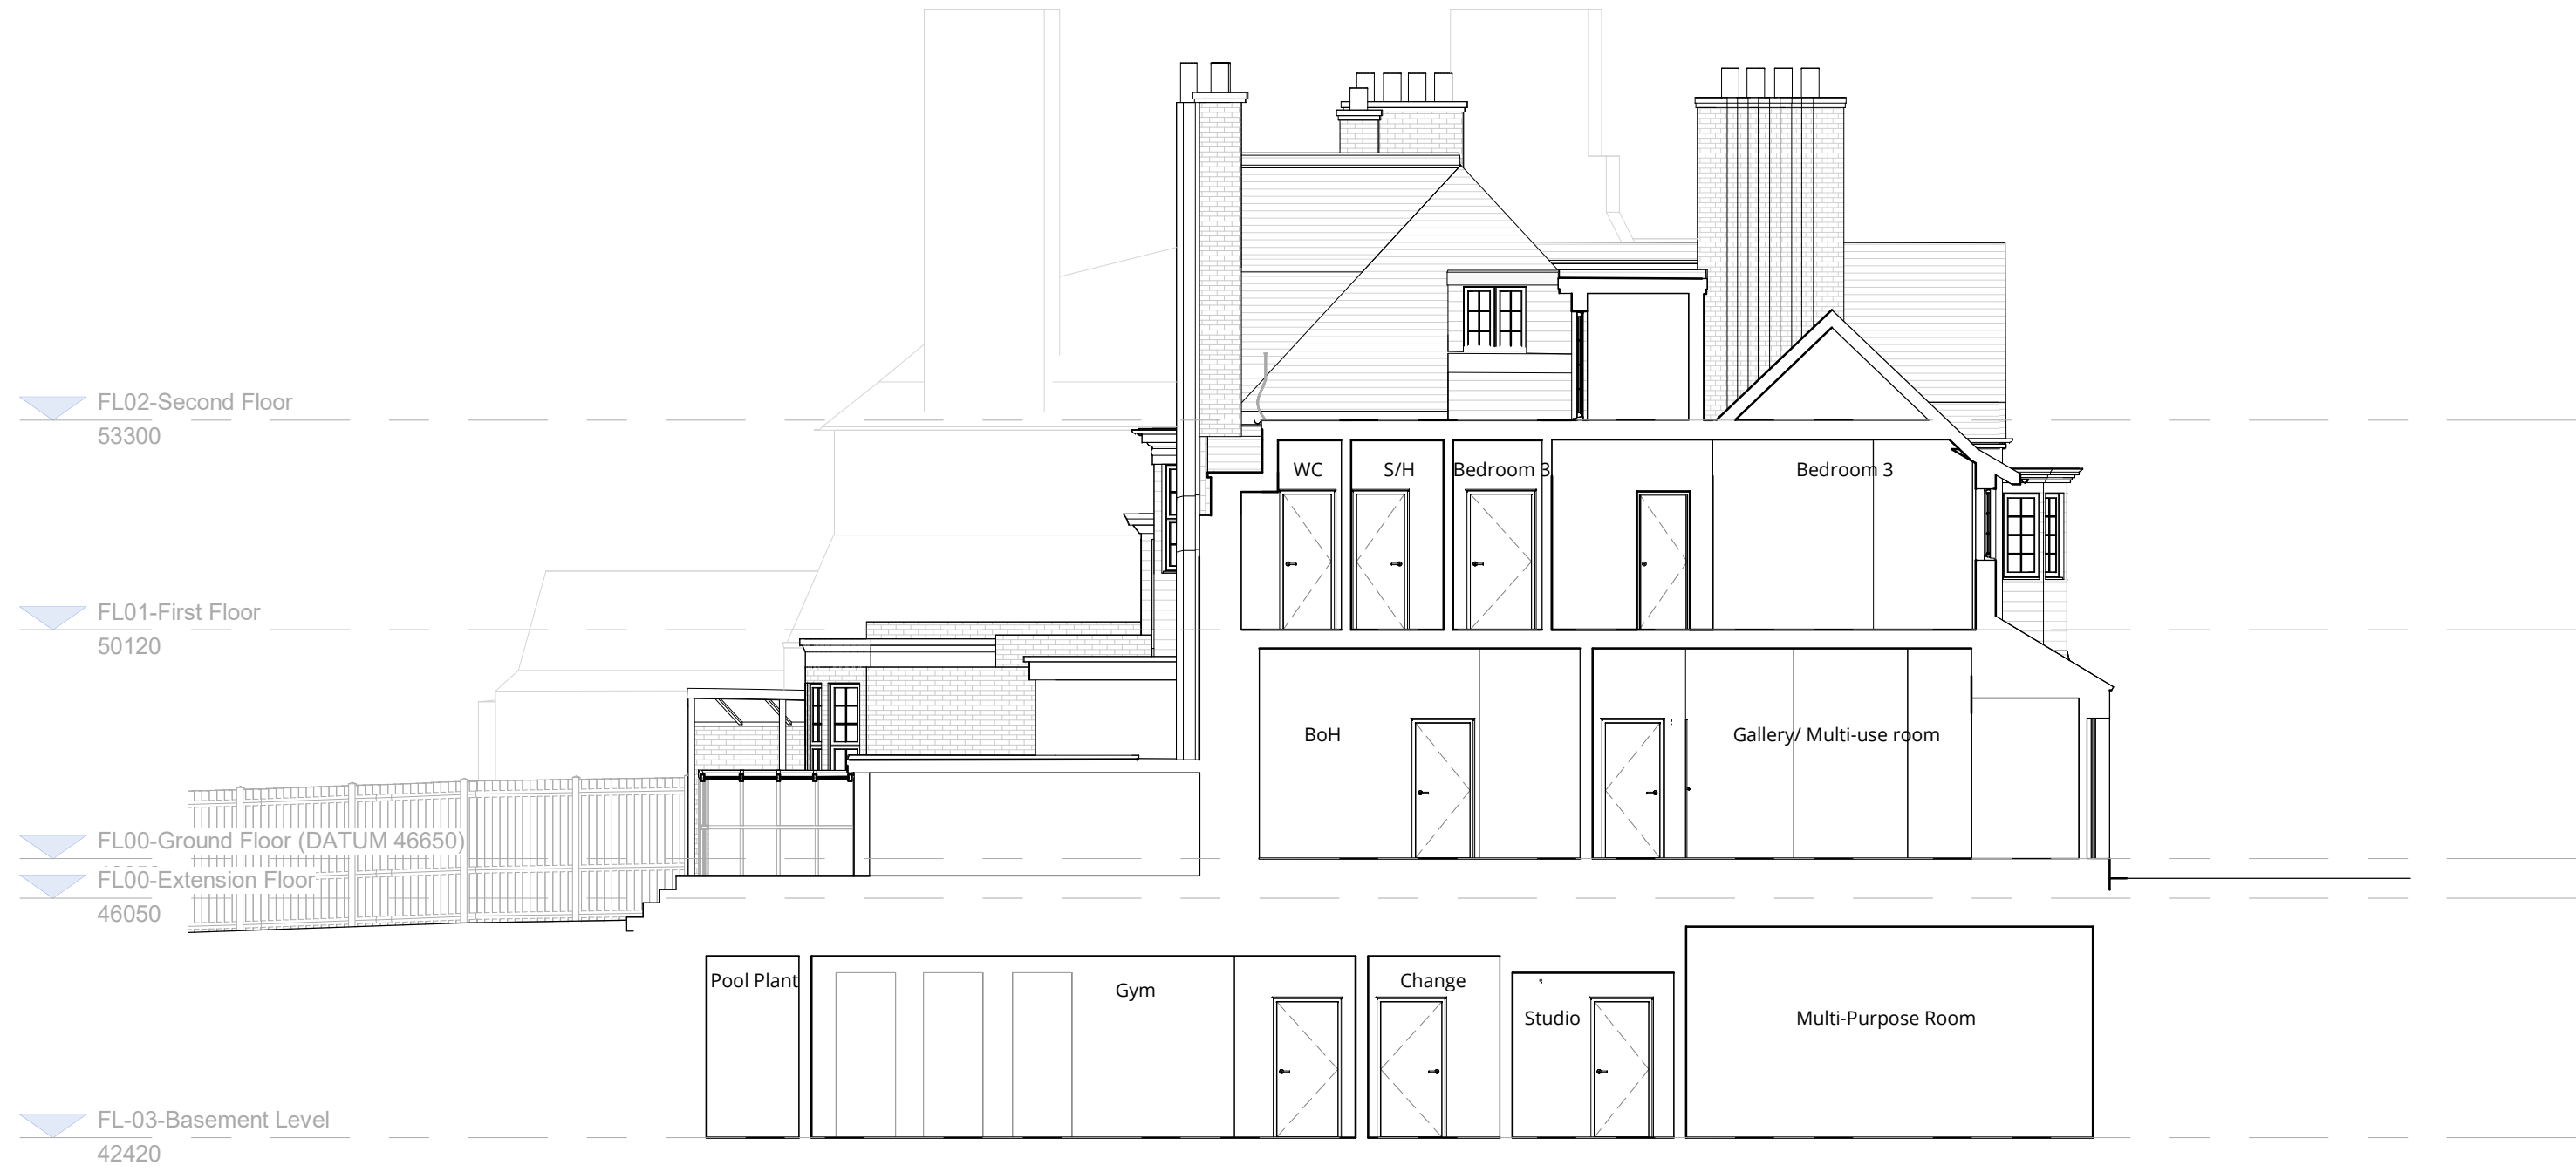 FL02-Second Floor
53300
WC
S/H
Bedroom 3
Bedroom 3
FL01-First Floor
50120
BoH
Gallery/ Multi-use room
FL00-Ground Floor (DATUM 46650)
FL00-Extension Floor
46050
Pool Plant
Gym
Change
Studio
Multi-Purpose Room
FL-03-Basement Level
42420